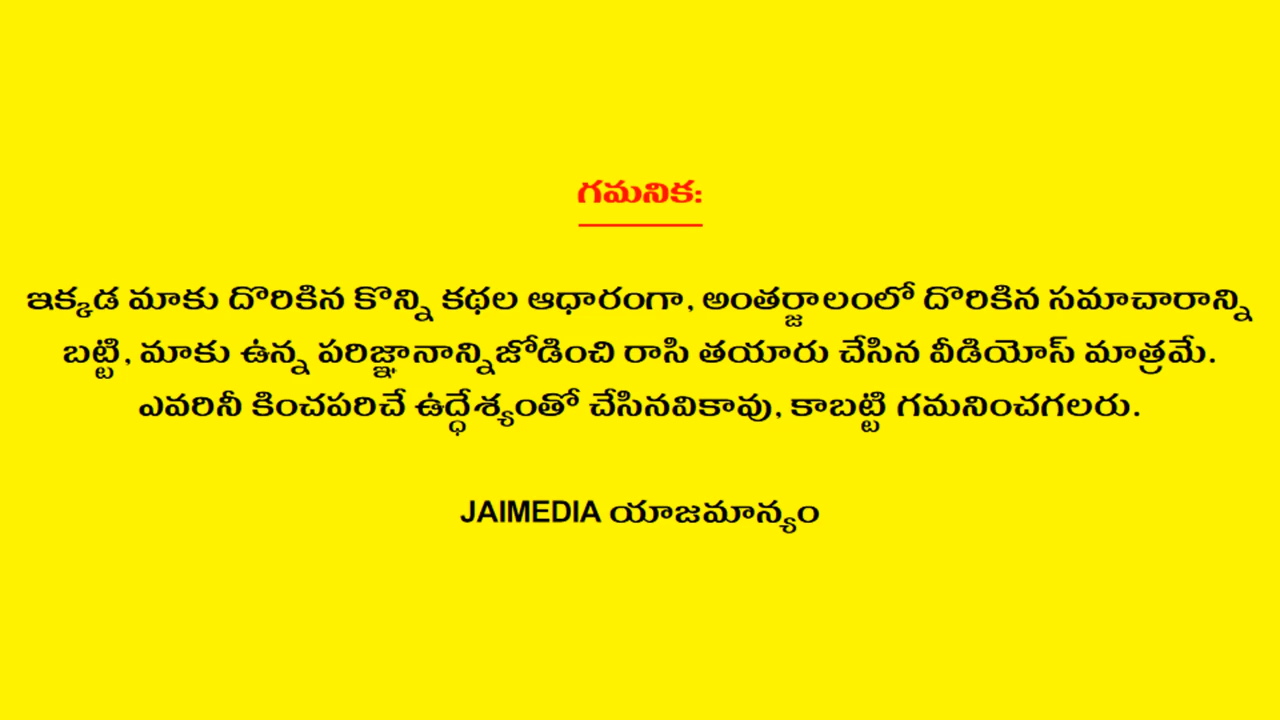 గమనిక:
ఇక్కడ మాకు దొరికిన కొన్ని కథల ఆధారంగా, అంతర్జాలంలో దొరికిన సమాచారాన్ని
బట్టి, మాకు ఉన్న పరిజ్ఞానాన్నిజోడించి రాసి తయారు చేసిన వీడియోస్ మాత్రమే.
ఎవరినీ కించపరిచే ఉద్ధేశ్యంతో చేసినవికావు, కాబట్టి గమనించగలరు.
JAIMEDIA యాజమాన్యం